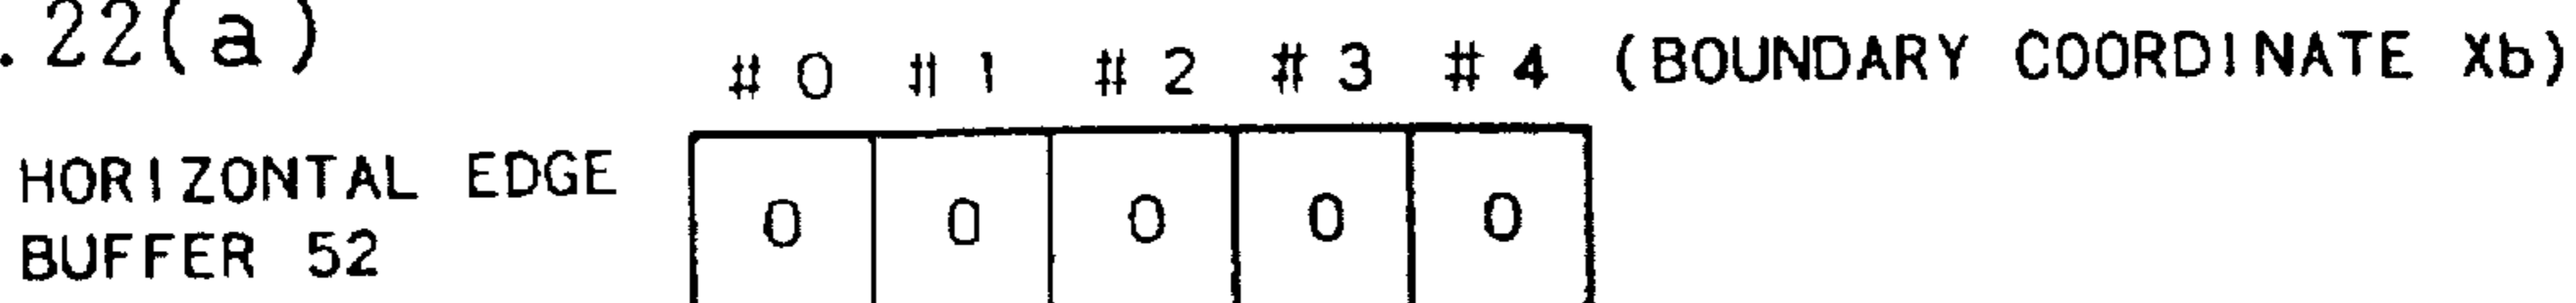 .22(a)
#0 #1 #2 #3 #4 (BOUNDARY COORDINATE Xb)
HORIZONTAL EDGE
BUFFER 52
0 0 0 0 0